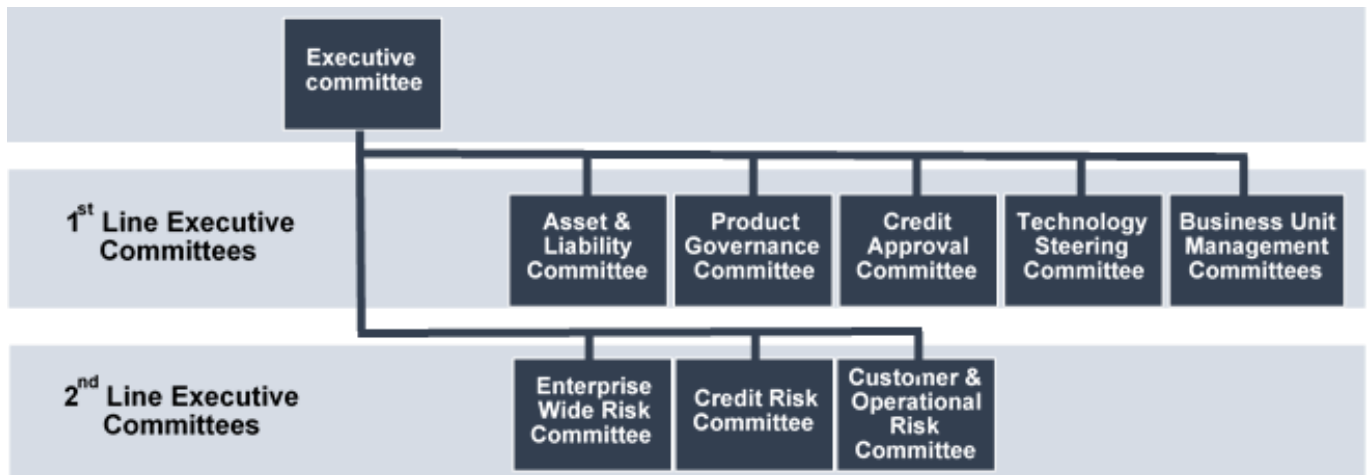 Executive
committee
1st Line Executive
Committees
Asset &
Liability
Committee
Product
Governance
Committee
Credit
Approval
Committee
Technology
Steering
Committee
Business Unit
Management
Committees
2nd Line Executive
Committees
Enterprise
Wide Risk
Committee
Credit Risk
Committee
Customer &
Operational
Risk
Committee